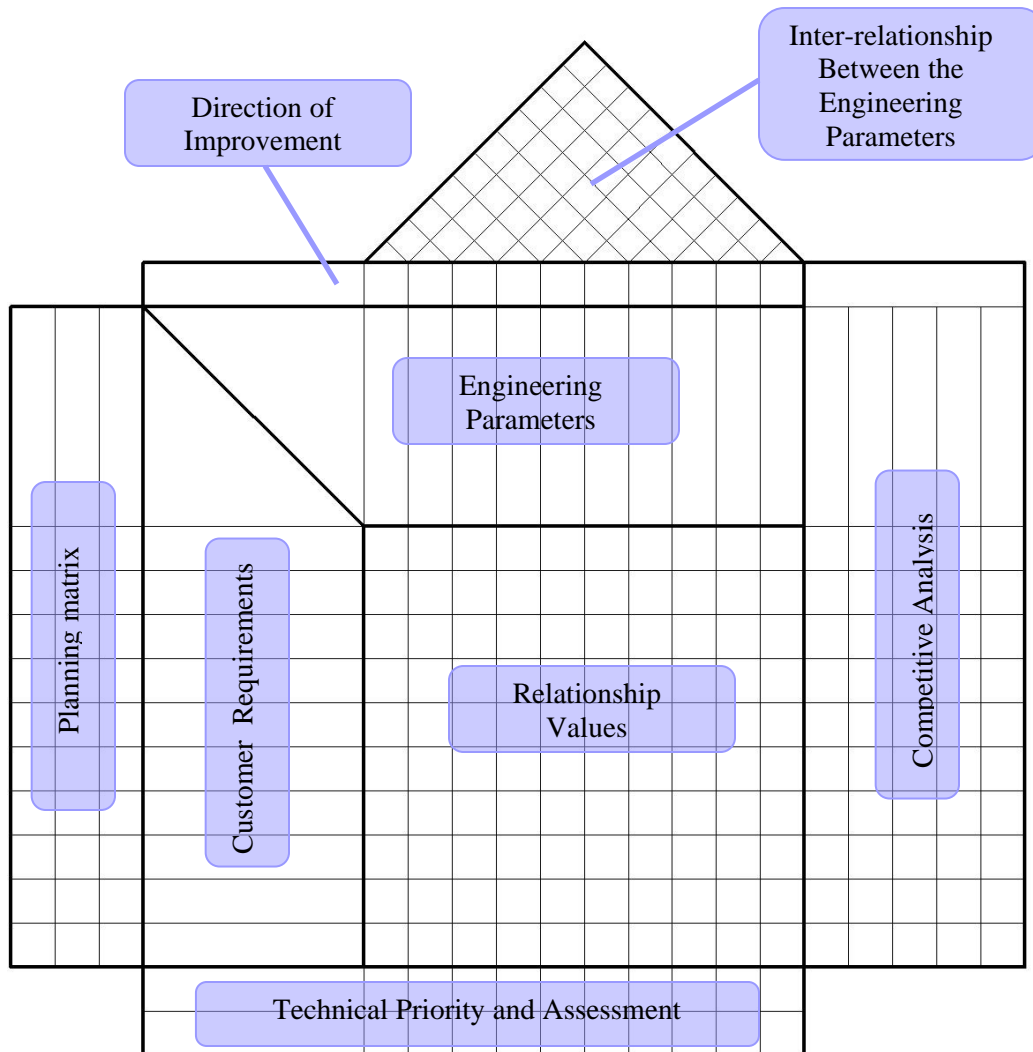 Inter-relationship
Between the
Engineering
Parameters
Direction of
Improvement
Engineering
Parameters
Planning matrix
Customer Requirements
Relationship
Values
Competitive Analysis
Technical Priority and Assessment